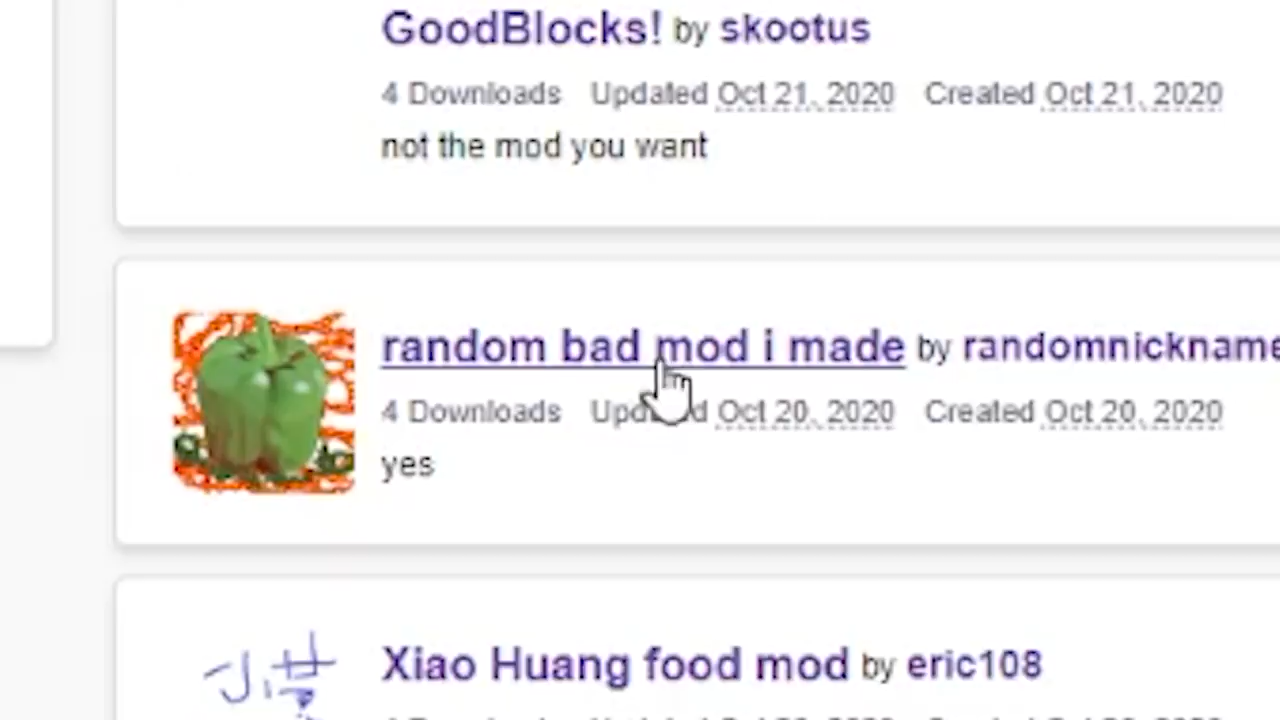 GoodBlocks! by skootus
4 Downloads Updated Oct 21, 2020 Created Oct 21, 2020
not the mod you want
random bad mod i made by randomnickname
4 Downloads Oct 20, 2020 Created Oct 20, 2020
yes
Xiao Huang food mod by eric108